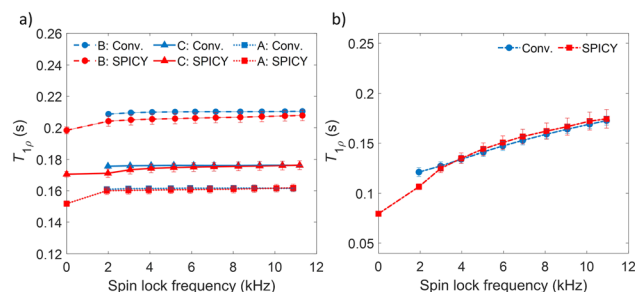 a)
B: Conv. C: Conv. A: Conv.
B: SPICY C: SPICY A: SPICY
0.26
0.24
0.22
0.2
0.18
0.16
0.14
0.12
T1ρ (s)
0 2 4 6 8 10 12
Spin lock frequency (kHz)
b)
Conv. SPICY
0.25
0.2
0.15
0.1
0.05
T1ρ (s)
0 2 4 6 8 10 12
Spin lock frequency (kHz)